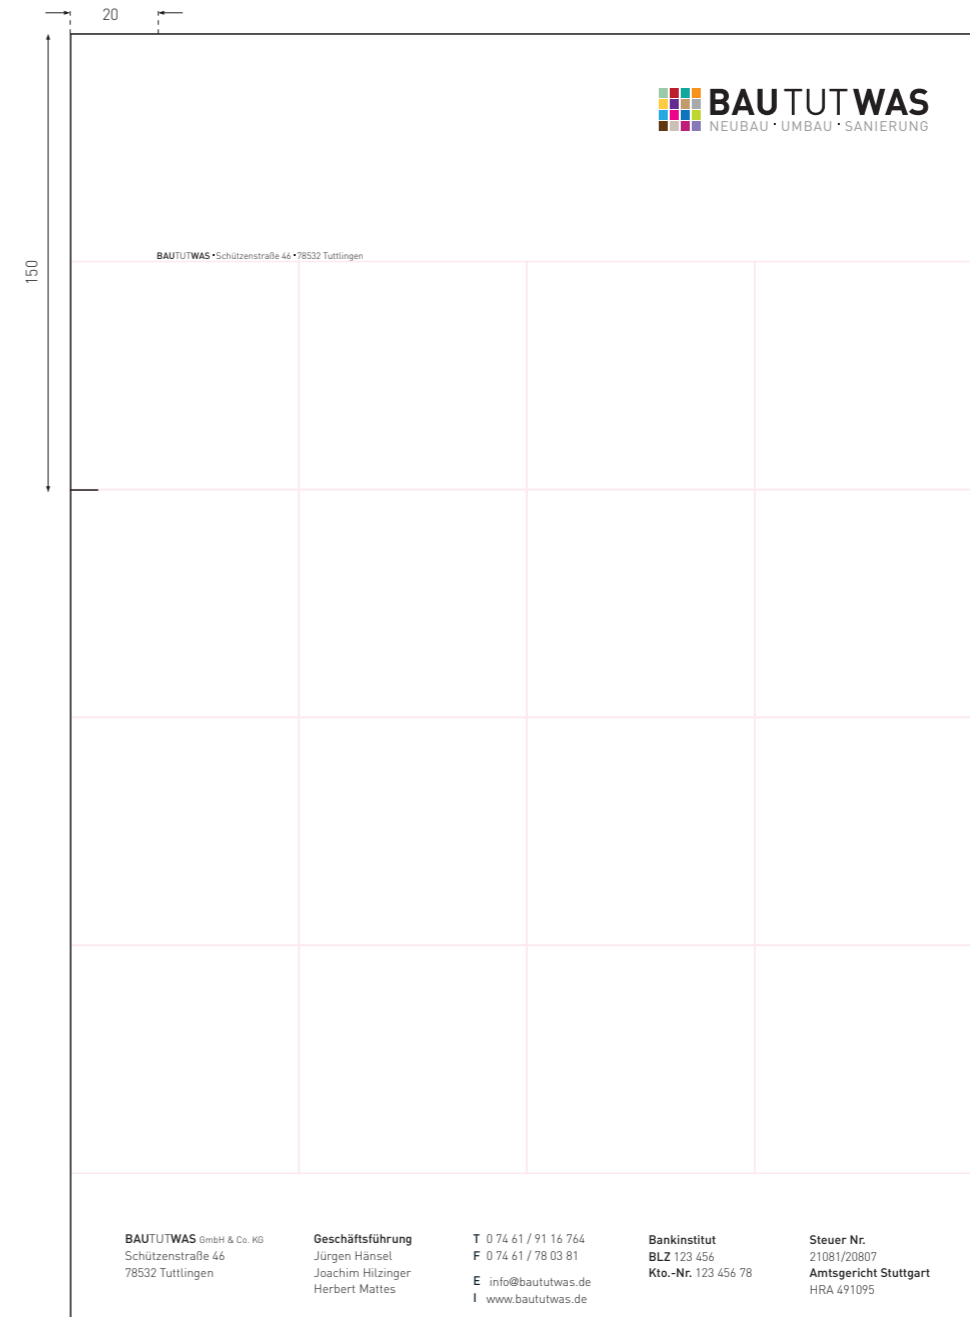 20
BAUTUTWAS
NEUBAU · UMBAU · SANIERUNG
150
BAUTUTWAS • Schützenstraße 46 • 78532 Tuttlingen
BAUTUTWAS GmbH & Co. KG
Schützenstraße 46
78532 Tuttlingen
Geschäftsführung
Jürgen Hänsel
Joachim Hilzinger
Herbert Mattes
T 0 74 61 / 91 16 764
F 0 74 61 / 78 03 81
E info@baututwas.de
I www.baututwas.de
Bankinstitut
BLZ 123 456
Kto.-Nr. 123 456 78
Steuer Nr.
21081/20807
Amtsgericht Stuttgart
HRA 491095